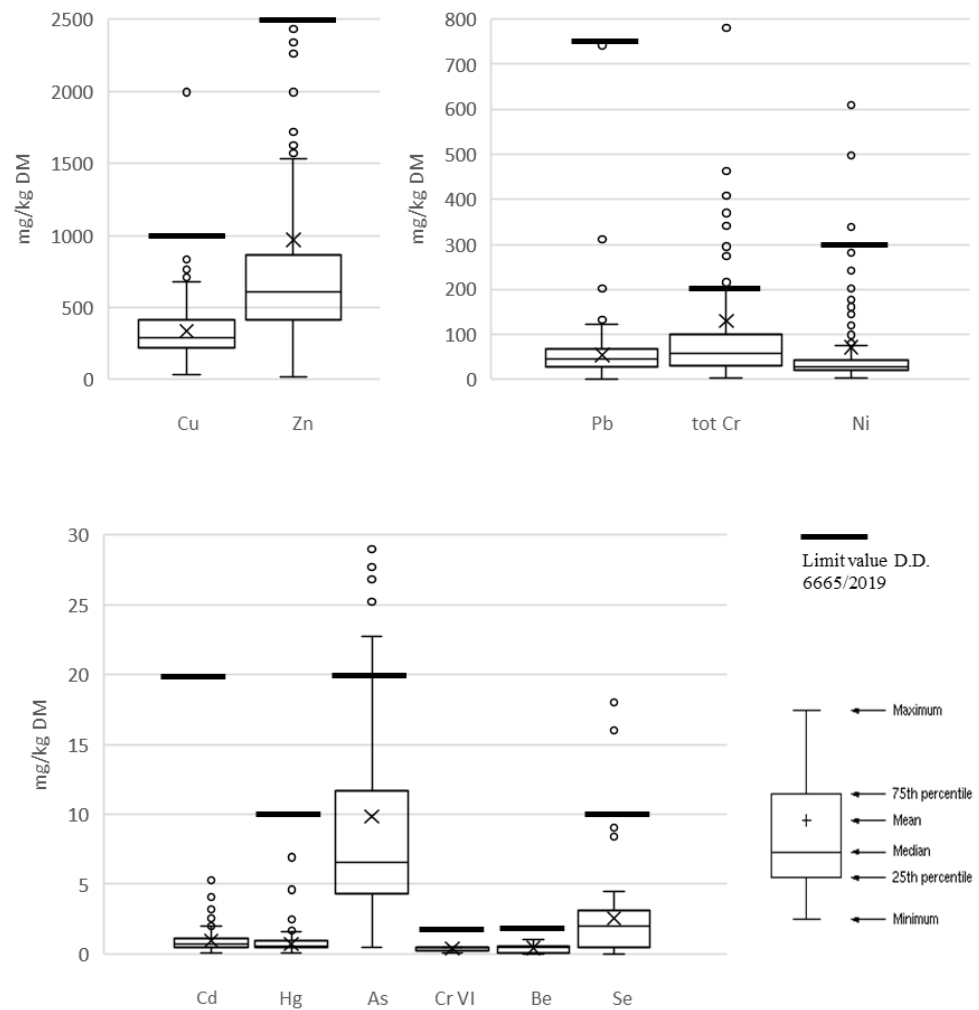 2500
2000
1500
1000
500
0
mg/kg DM
Cu Zn
800
700
600
500
400
300
200
100
0
mg/kg DM
Pb tot Cr Ni
30
25
20
15
10
5
0
mg/kg DM
Cd Hg As Cr VI Be Se
Limit value D.D.
6665/2019
Maximum
75th percentile
Mean
Median
25th percentile
Minimum